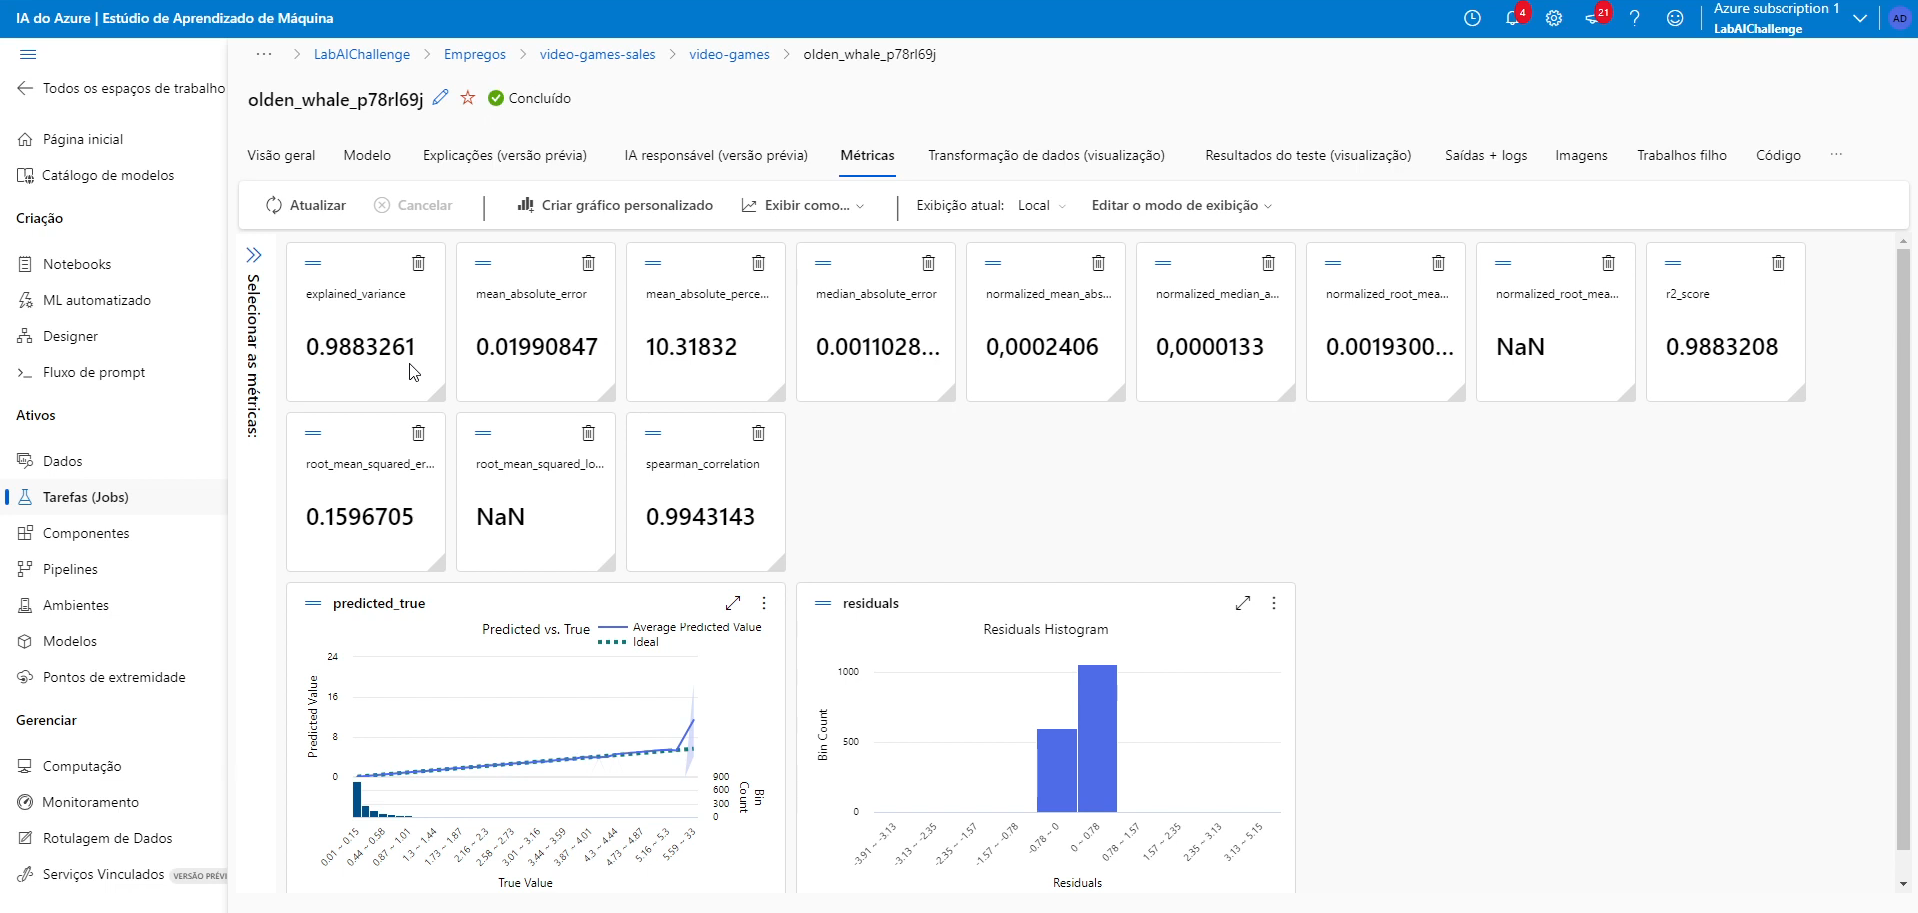 IA do Azure | Estúdio de Aprendizado de Máquina
4
21
?
Azure subscription 1
LabAIChallenge
AD
Todos os espaços de trabalho
Página inicial
Catálogo de modelos
Criação
Notebooks
ML automatizado
Designer
Fluxo de prompt
Ativos
Dados
Tarefas (Jobs)
Componentes
Pipelines
Ambientes
Modelos
Pontos de extremidade
Gerenciar
Computação
Monitoramento
Rotulagem de Dados
Serviços Vinculados VERSÃO PRÉVI
... > LabAIChallenge > Empregos > video-games-sales > video-games > olden_whale_p78rl69j
olden_whale_p78rl69j Concluído
Visão geral Modelo Explicações (versão prévia) IA responsável (versão prévia) Métricas Transformação de dados (visualização) Resultados do teste (visualização) Saídas + logs Imagens Trabalhos filho Código ...
Atualizar Cancelar Criar gráfico personalizado Exibir como... Exibição atual: Local Editar o modo de exibição
Selecionar as métricas:
explained_variance
0.9883261
mean_absolute_error
0.01990847
mean_absolute_perce...
10.31832
median_absolute_error
0.0011028...
normalized_mean_abs...
0,0002406
normalized_median_a...
0,0000133
normalized_root_mea...
0.0019300...
normalized_root_mea...
NaN
r2_score
0.9883208
root_mean_squared_er...
0.1596705
root_mean_squared_lo...
NaN
spearman_correlation
0.9943143
predicted_true
Predicted vs. True
Average Predicted Value
Ideal
Predicted Value
24
16
8
0
900
600
300
0
Bin Count
0.01 ~ 0.15
0.44 ~ 0.58
0.87 ~ 1.01
1.3 ~ 1.44
1.73 ~ 1.87
2.16 ~ 2.3
2.58 ~ 2.73
3.01 ~ 3.16
3.44 ~ 3.59
3.87 ~ 4.01
4.3 ~ 4.44
4.73 ~ 4.87
5.16 ~ 5.3
5.59 ~ 33
True Value
residuals
Residuals Histogram
Bin Count
1000
500
0
-3.91 ~ -3.13
-3.13 ~ -2.35
-2.35 ~ -1.57
-1.57 ~ -0.78
-0.78 ~ 0
0 ~ 0.78
0.78 ~ 1.57
1.57 ~ 2.35
2.35 ~ 3.13
3.13 ~ 5.15
Residuals